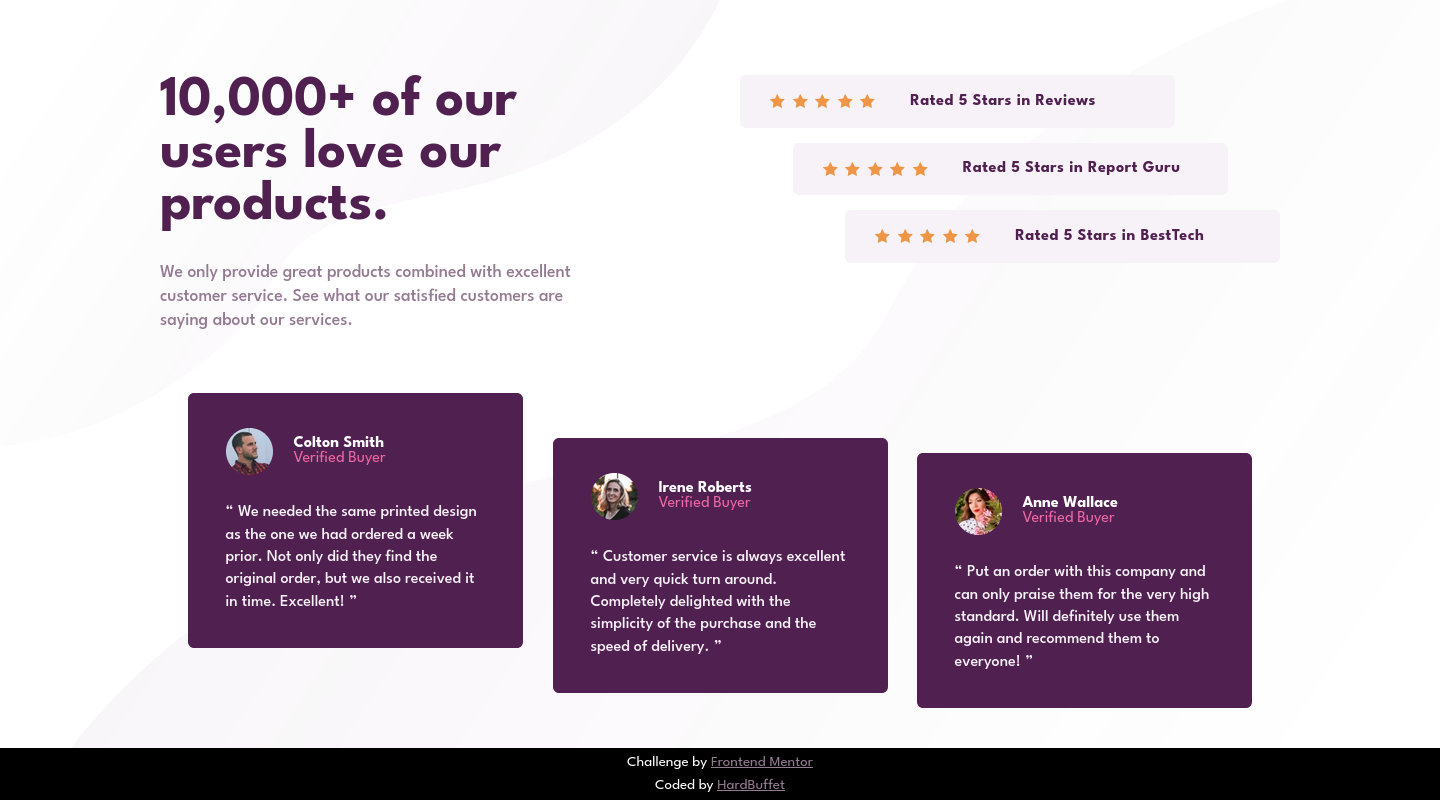 10,000+ of our
users love our
products.
We only provide great products combined with excellent
customer service. See what our satisfied customers are
saying about our services.
Rated 5 Stars in Reviews
Rated 5 Stars in Report Guru
Rated 5 Stars in BestTech
Colton Smith
Verified Buyer
“ We needed the same printed design
as the one we had ordered a week
prior. Not only did they find the
original order, but we also received it
in time. Excellent! ”
Irene Roberts
Verified Buyer
“ Customer service is always excellent
and very quick turn around.
Completely delighted with the
simplicity of the purchase and the
speed of delivery. ”
Anne Wallace
Verified Buyer
“ Put an order with this company and
can only praise them for the very high
standard. Will definitely use them
again and recommend them to
everyone! ”
Challenge by Frontend Mentor
Coded by HardBuffet